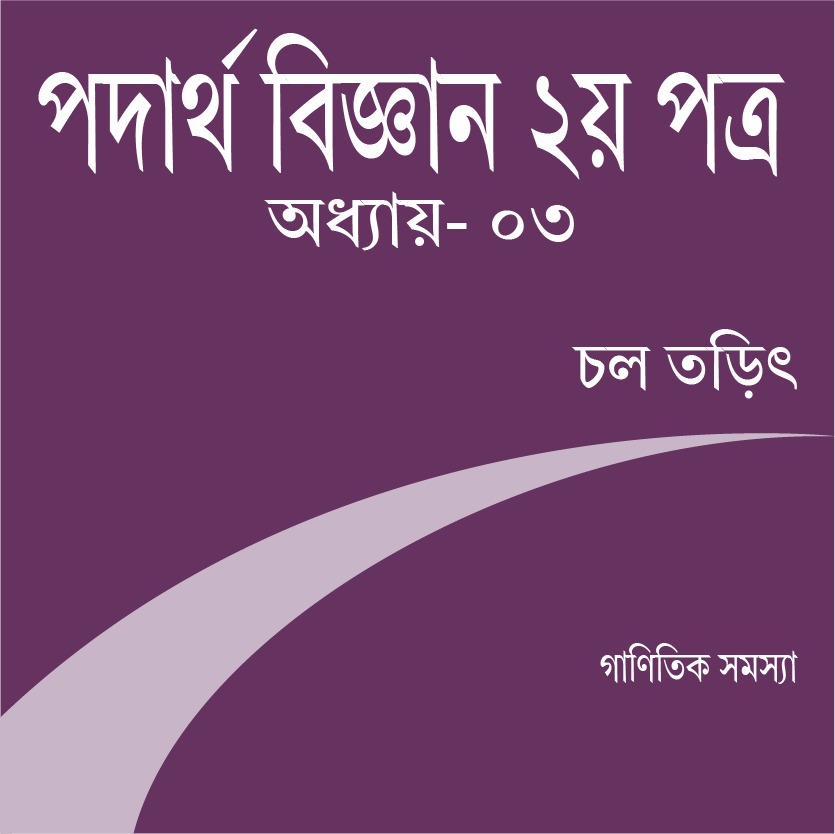 পদার্থ বিজ্ঞান ২য় পত্র
অধ্যায়- ০৩
চল তড়িৎ
গাণিতিক সমস্যা